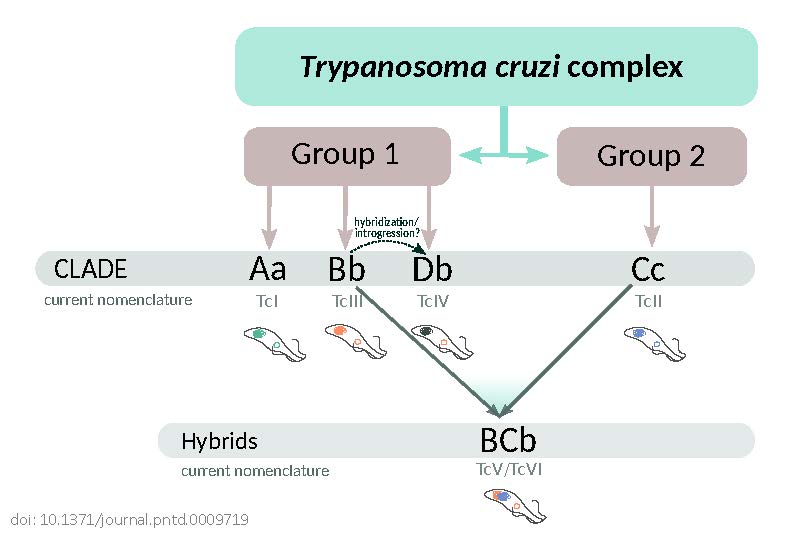 Trypanosoma cruzi complex
Group 1
Group 2
hybridization/
introgression?
CLADE
Aa
Bb
Db
Cc
current nomenclature
TcI
TcIII
TcIV
TcII
Hybrids
BCb
current nomenclature
TcV/TcVI
doi: 10.1371/journal.pntd.0009719